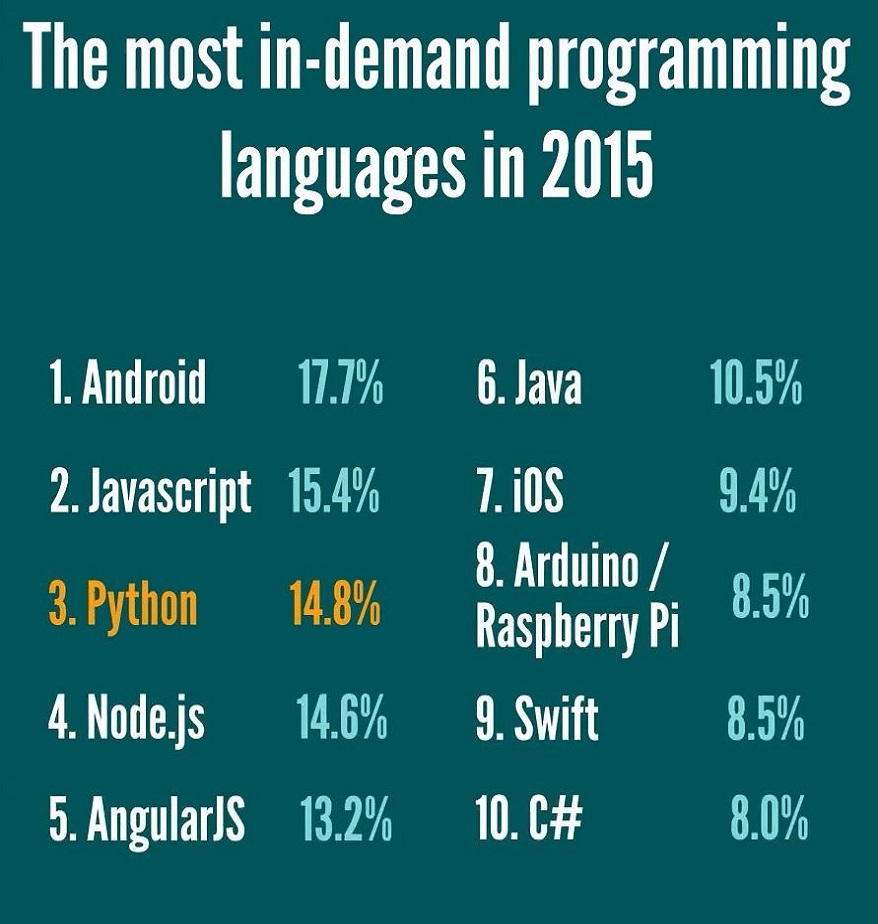 The most in-demand programming
languages in 2015
1. Android 17.7%
2. Javascript 15.4%
3. Python 14.8%
4. Node.js 14.6%
5. AngularJS 13.2%
6. Java 10.5%
7. iOS 9.4%
8. Arduino /
Raspberry Pi 8.5%
9. Swift 8.5%
10. C# 8.0%